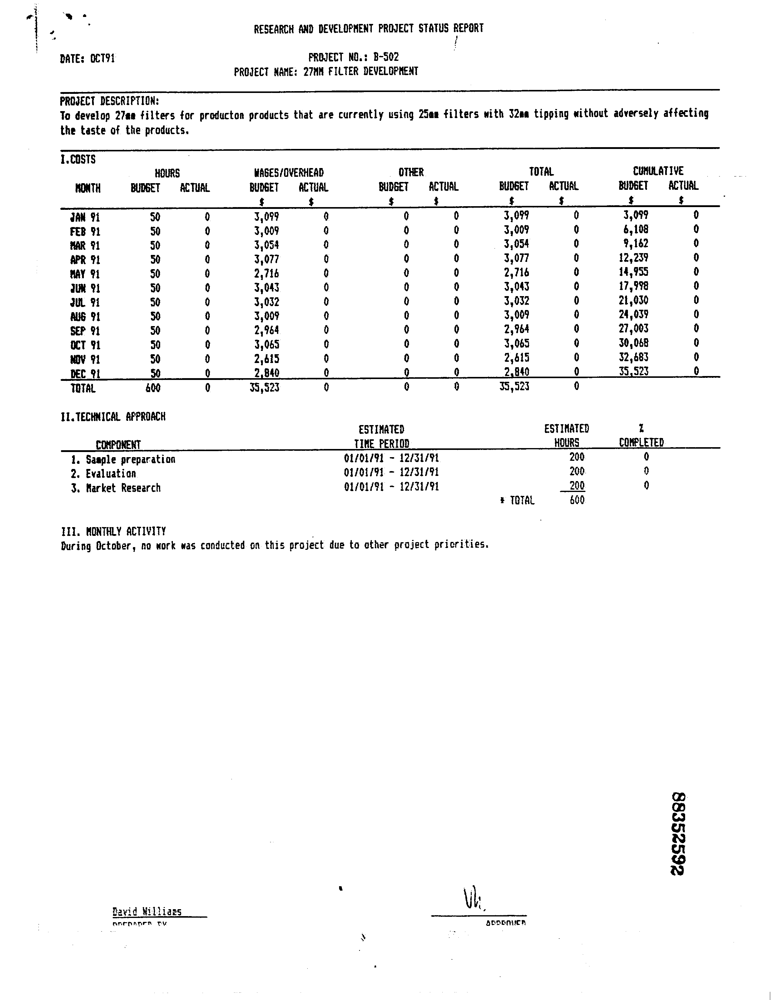 RESEARCH AND DEVELOPMENT PROJECT STATUS REPORT
DATE: OCT91 PROJECT NO.: B-502
PROJECT NAME: 27MM FILTER DEVELOPMENT
PROJECT DESCRIPTION:
To develop 27mm filters for producton products that are currently using 25mm filters with 32mm tipping without adversely affecting
the taste of the products.
I.COSTS
HOURS WAGES/OVERHEAD OTHER TOTAL CUMULATIVE
MONTH BUDGET ACTUAL BUDGET ACTUAL BUDGET ACTUAL BUDGET ACTUAL BUDGET ACTUAL
$ $ $ $ $ $ $ $
JAN 91 50 0 3,099 0 0 0 3,099 0 3,099 0
FEB 91 50 0 3,009 0 0 0 3,009 0 6,108 0
MAR 91 50 0 3,054 0 0 0 3,054 0 9,162 0
APR 91 50 0 3,077 0 0 0 3,077 0 12,239 0
MAY 91 50 0 2,716 0 0 0 2,716 0 14,955 0
JUN 91 50 0 3,043 0 0 0 3,043 0 17,998 0
JUL 91 50 0 3,032 0 0 0 3,032 0 21,030 0
AUG 91 50 0 3,009 0 0 0 3,009 0 24,039 0
SEP 91 50 0 2,964 0 0 0 2,964 0 27,003 0
OCT 91 50 0 3,065 0 0 0 3,065 0 30,068 0
NOV 91 50 0 2,615 0 0 0 2,615 0 32,683 0
DEC 91 50 0 2,840 0 0 0 2,840 0 35,523 0
TOTAL 600 0 35,523 0 0 0 35,523 0
II.TECHNICAL APPROACH
ESTIMATED ESTIMATED %
COMPONENT TIME PERIOD HOURS COMPLETED
1. Sample preparation 01/01/91 - 12/31/91 200 0
2. Evaluation 01/01/91 - 12/31/91 200 0
3. Market Research 01/01/91 - 12/31/91 200 0
* TOTAL 600
III. MONTHLY ACTIVITY
During October, no work was conducted on this project due to other project priorities.
88352592
David Williams
PREPARED BY APPROVED